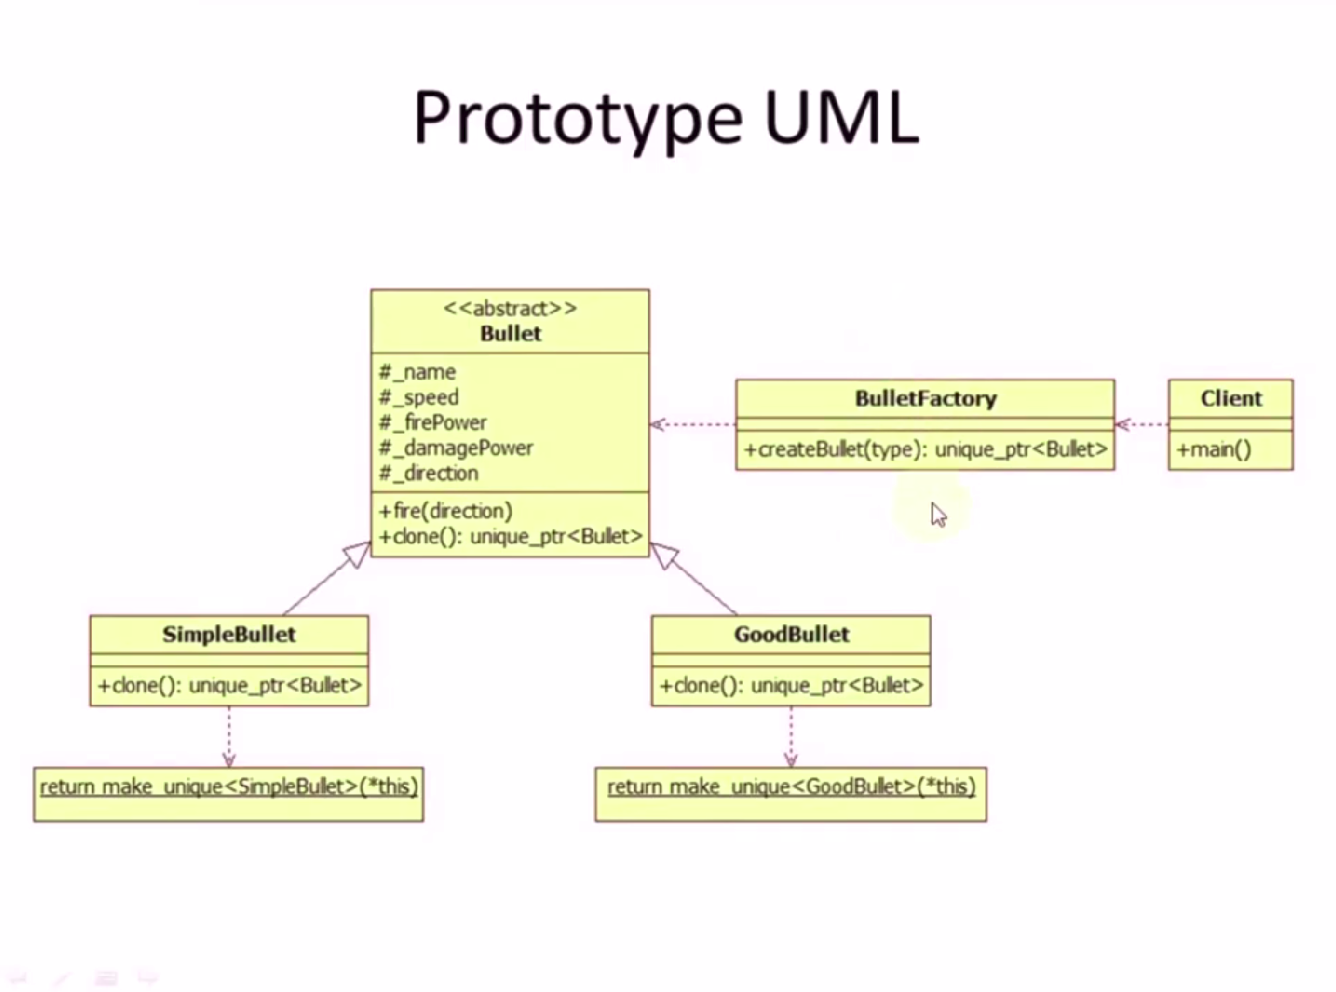 Prototype UML
<<abstract>>
Bullet
#_name
#_speed
#_firePower
#_damagePower
#_direction
+fire(direction)
+clone(): unique_ptr<Bullet>
BulletFactory
+createBullet(type): unique_ptr<Bullet>
Client
+main()
SimpleBullet
+clone(): unique_ptr<Bullet>
GoodBullet
+clone(): unique_ptr<Bullet>
return make_unique<SimpleBullet>(*this)
return make_unique<GoodBullet>(*this)